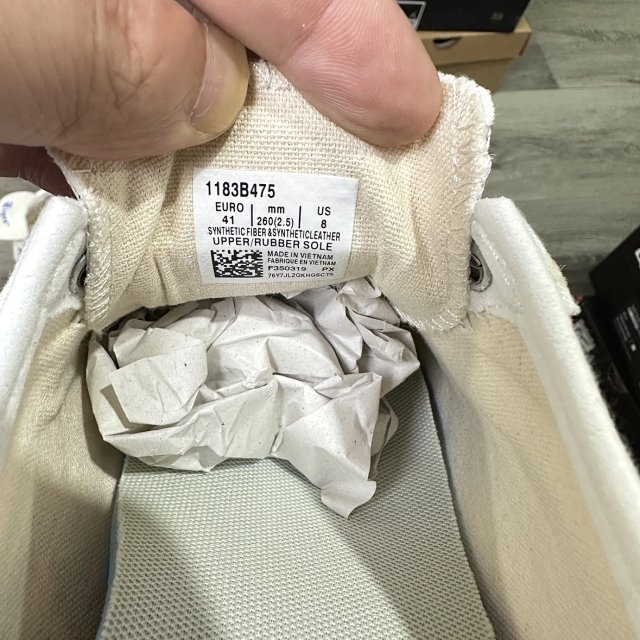 1183B475
EURO mm US
41 260(2.5) 8
SYNTHETIC FIBER &SYNTHETICLEATHER
UPPER/RUBBER SOLE
MADE IN VIETNAM
FABRIQUE EN VIETNAM
F350319 PX
76Y7JLZQKHGSCTS